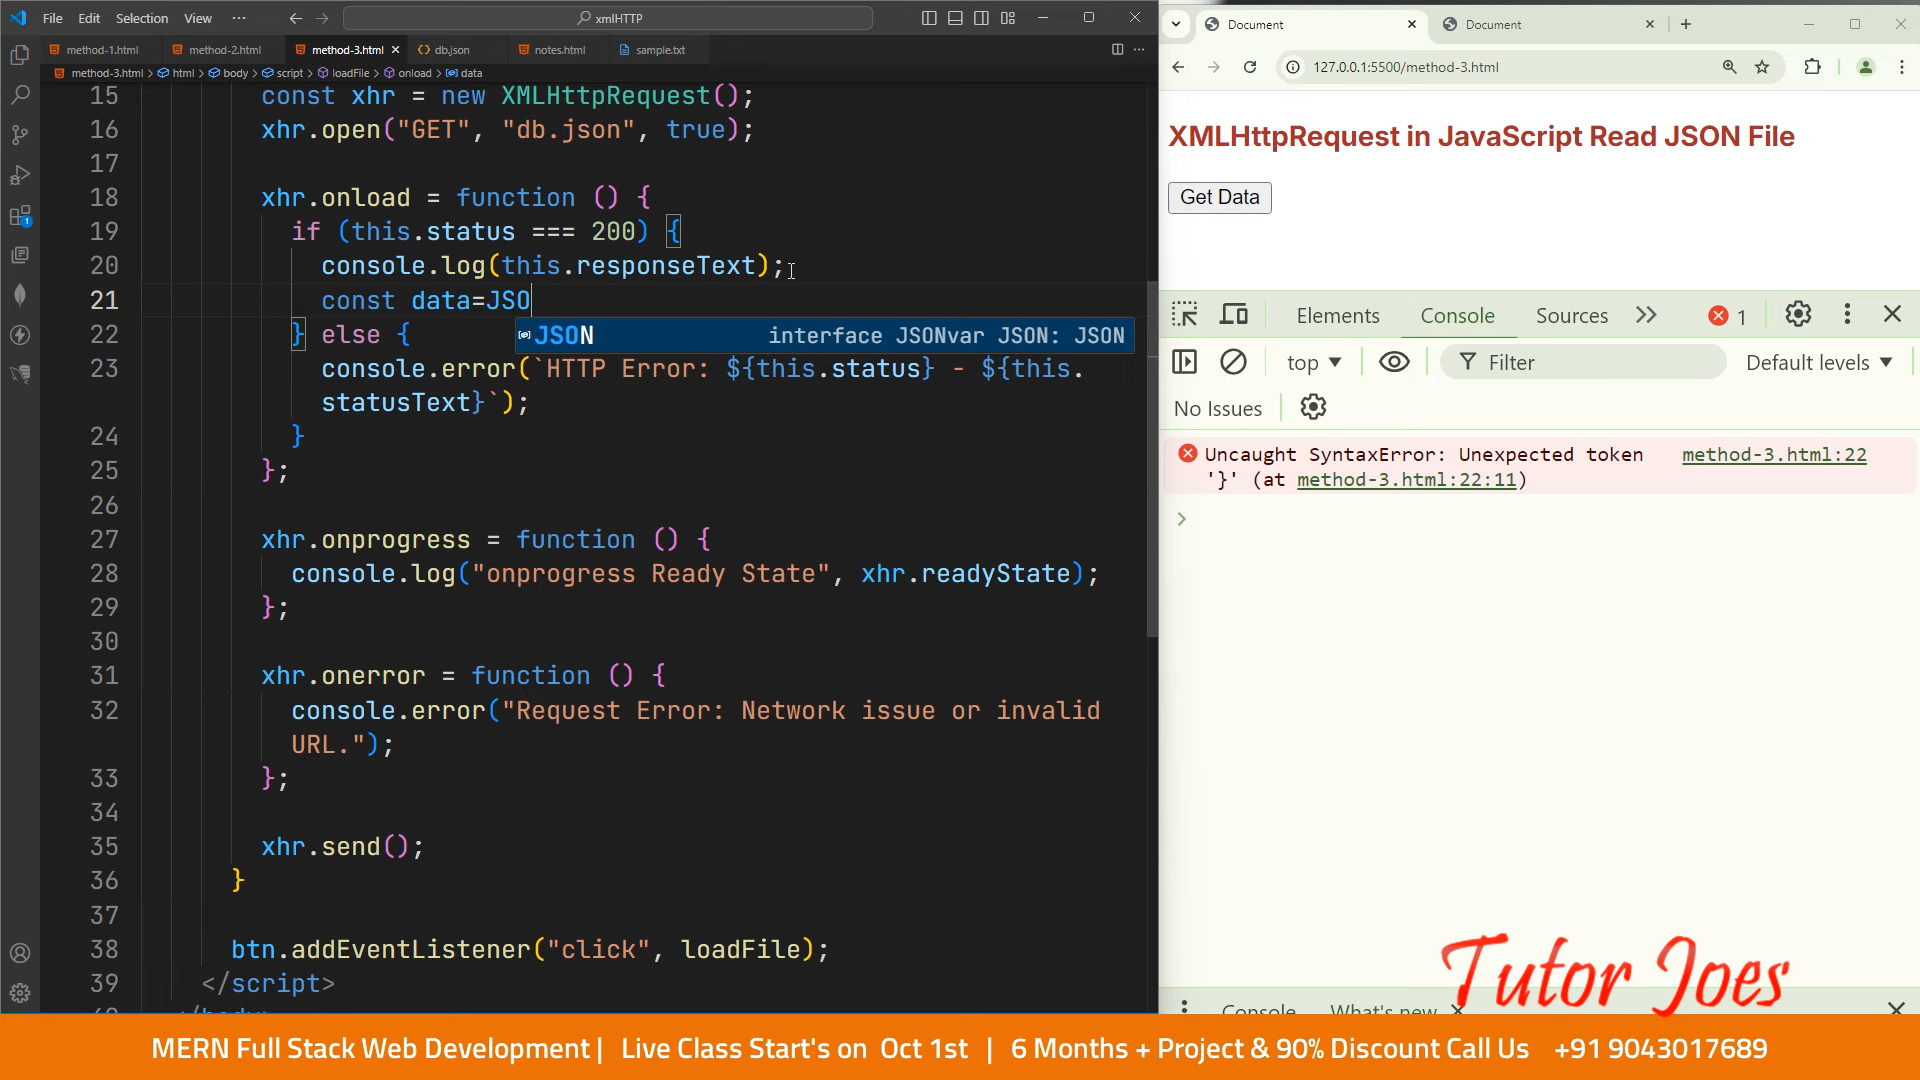 File Edit Selection View ··· xmlHTTP
method-1.html method-2.html method-3.html db.json notes.html sample.txt
method-3.html > html > body > script > loadFile > onload > data
15 const xhr = new XMLHttpRequest();
16 xhr.open("GET", "db.json", true);
17
18 xhr.onload = function () {
19 if (this.status === 200) {
20 console.log(this.responseText);
21 const data=JSO
JSON interface JSONvar JSON: JSON
22 } else {
23 console.error(`HTTP Error: ${this.status} - ${this.
statusText}`);
24 }
25 };
26
27 xhr.onprogress = function () {
28 console.log("onprogress Ready State", xhr.readyState);
29 };
30
31 xhr.onerror = function () {
32 console.error("Request Error: Network issue or invalid
URL.");
33 };
34
35 xhr.send();
36 }
37
38 btn.addEventListener("click", loadFile);
39 </script>
Document Document
127.0.0.1:5500/method-3.html
XMLHttpRequest in JavaScript Read JSON File
Get Data
Elements Console Sources 1
top Filter Default levels
No Issues
Uncaught SyntaxError: Unexpected token method-3.html:22
'}' (at method-3.html:22:11)
Console What's new
Tutor Joes
MERN Full Stack Web Development | Live Class Start's on Oct 1st | 6 Months + Project & 90% Discount Call Us +91 9043017689